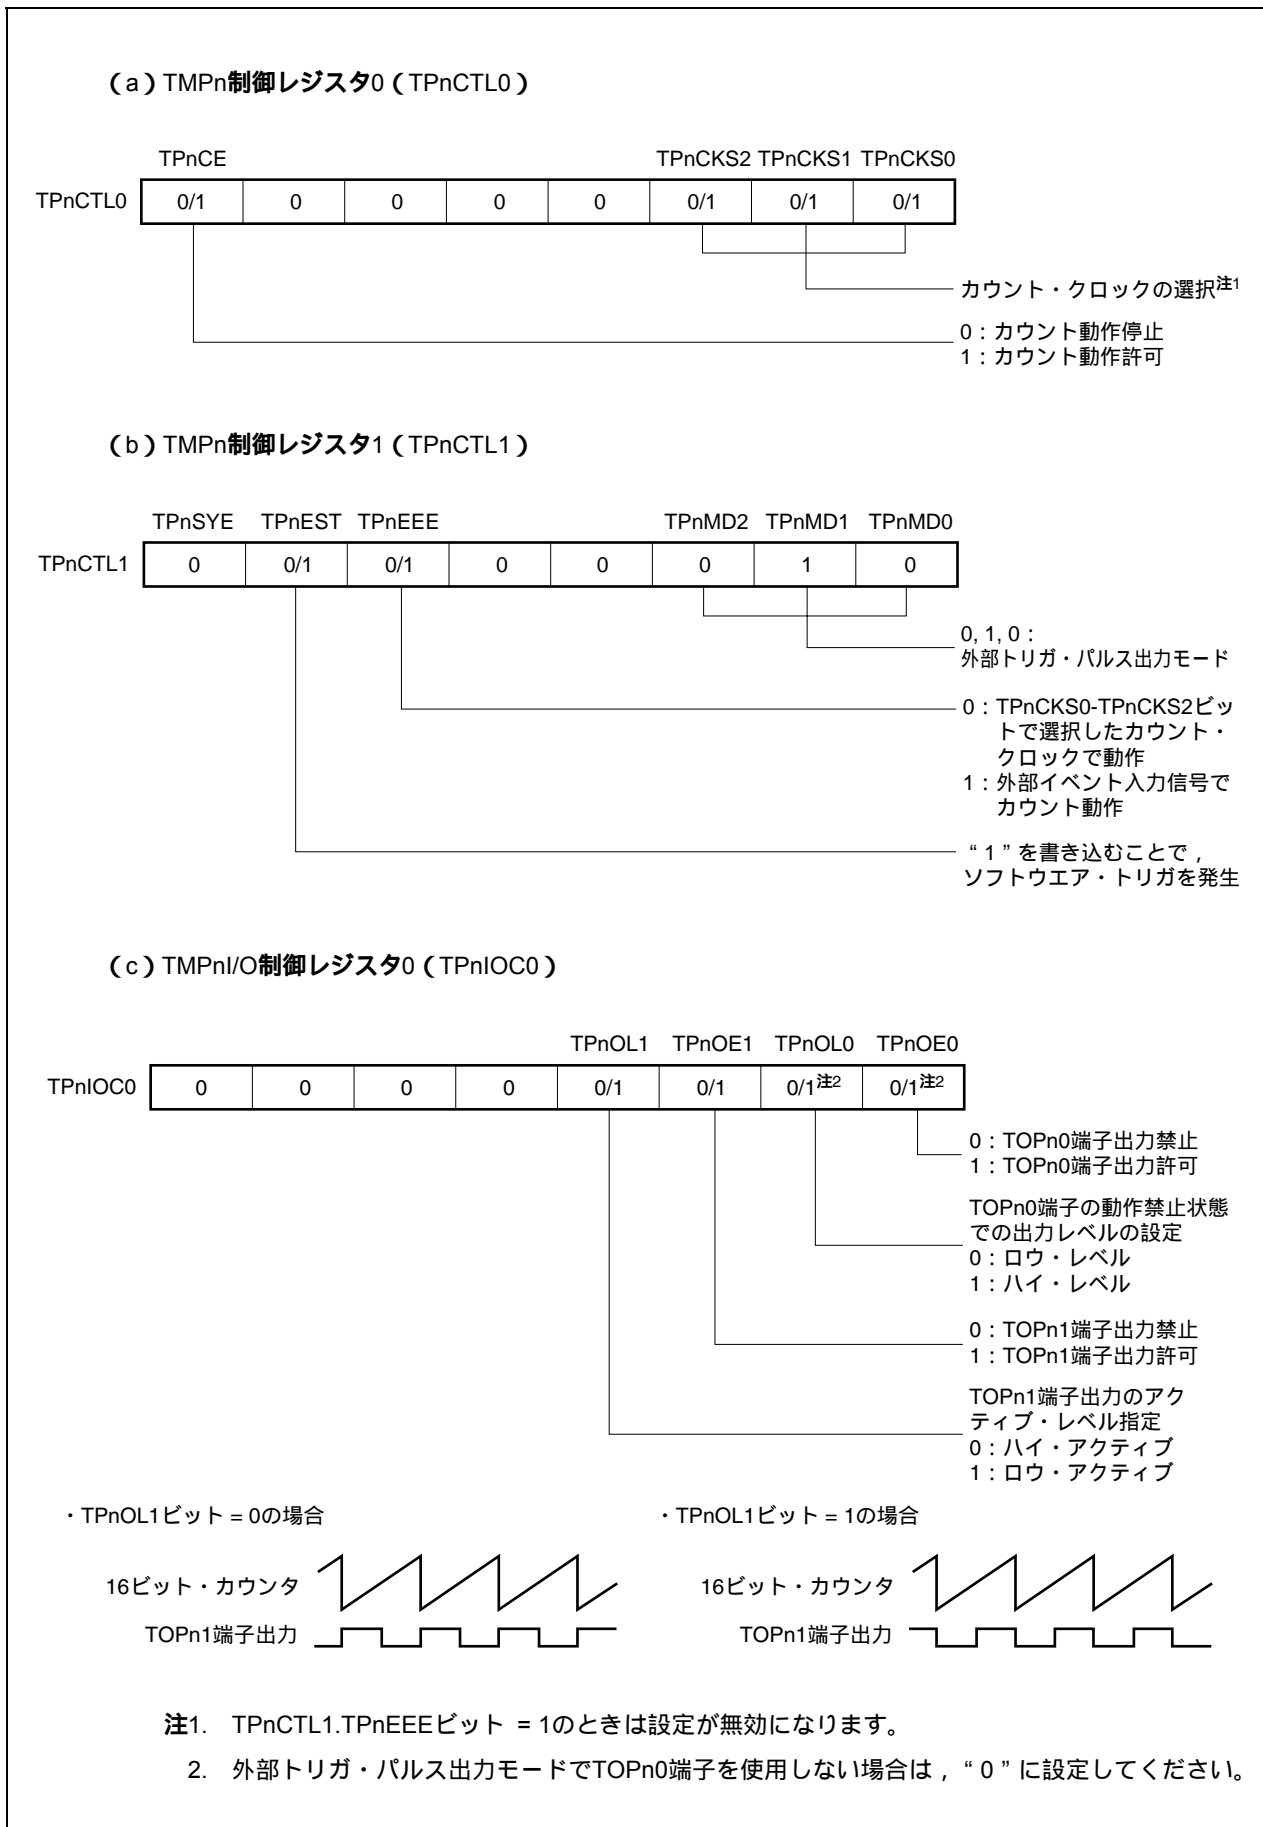 （a）TMPn制御レジスタ0（TPnCTL0）
TPnCE TPnCKS2 TPnCKS1 TPnCKS0
TPnCTL0 0/1 0 0 0 0 0/1 0/1 0/1
カウント・クロックの選択注1
0：カウント動作停止
1：カウント動作許可
（b）TMPn制御レジスタ1（TPnCTL1）
TPnSYE TPnEST TPnEEE TPnMD2 TPnMD1 TPnMD0
TPnCTL1 0 0/1 0/1 0 0 0 1 0
0, 1, 0：
外部トリガ・パルス出力モード
0：TPnCKS0-TPnCKS2ビッ
トで選択したカウント・
クロックで動作
1：外部イベント入力信号で
カウント動作
“1”を書き込むことで，
ソフトウエア・トリガを発生
（c）TMPnI/O制御レジスタ0（TPnIOC0）
TPnOL1 TPnOE1 TPnOL0 TPnOE0
TPnIOC0 0 0 0 0 0/1 0/1 0/1注2 0/1注2
0：TOPn0端子出力禁止
1：TOPn0端子出力許可
TOPn0端子の動作禁止状態
での出力レベルの設定
0：ロウ・レベル
1：ハイ・レベル
0：TOPn1端子出力禁止
1：TOPn1端子出力許可
TOPn1端子出力のアク
ティブ・レベル指定
0：ハイ・アクティブ
1：ロウ・アクティブ
・TPnOL1ビット = 0の場合 ・TPnOL1ビット = 1の場合
16ビット・カウンタ 16ビット・カウンタ
TOPn1端子出力 TOPn1端子出力
注1. TPnCTL1.TPnEEEビット = 1のときは設定が無効になります。
2. 外部トリガ・パルス出力モードでTOPn0端子を使用しない場合は，“0”に設定してください。